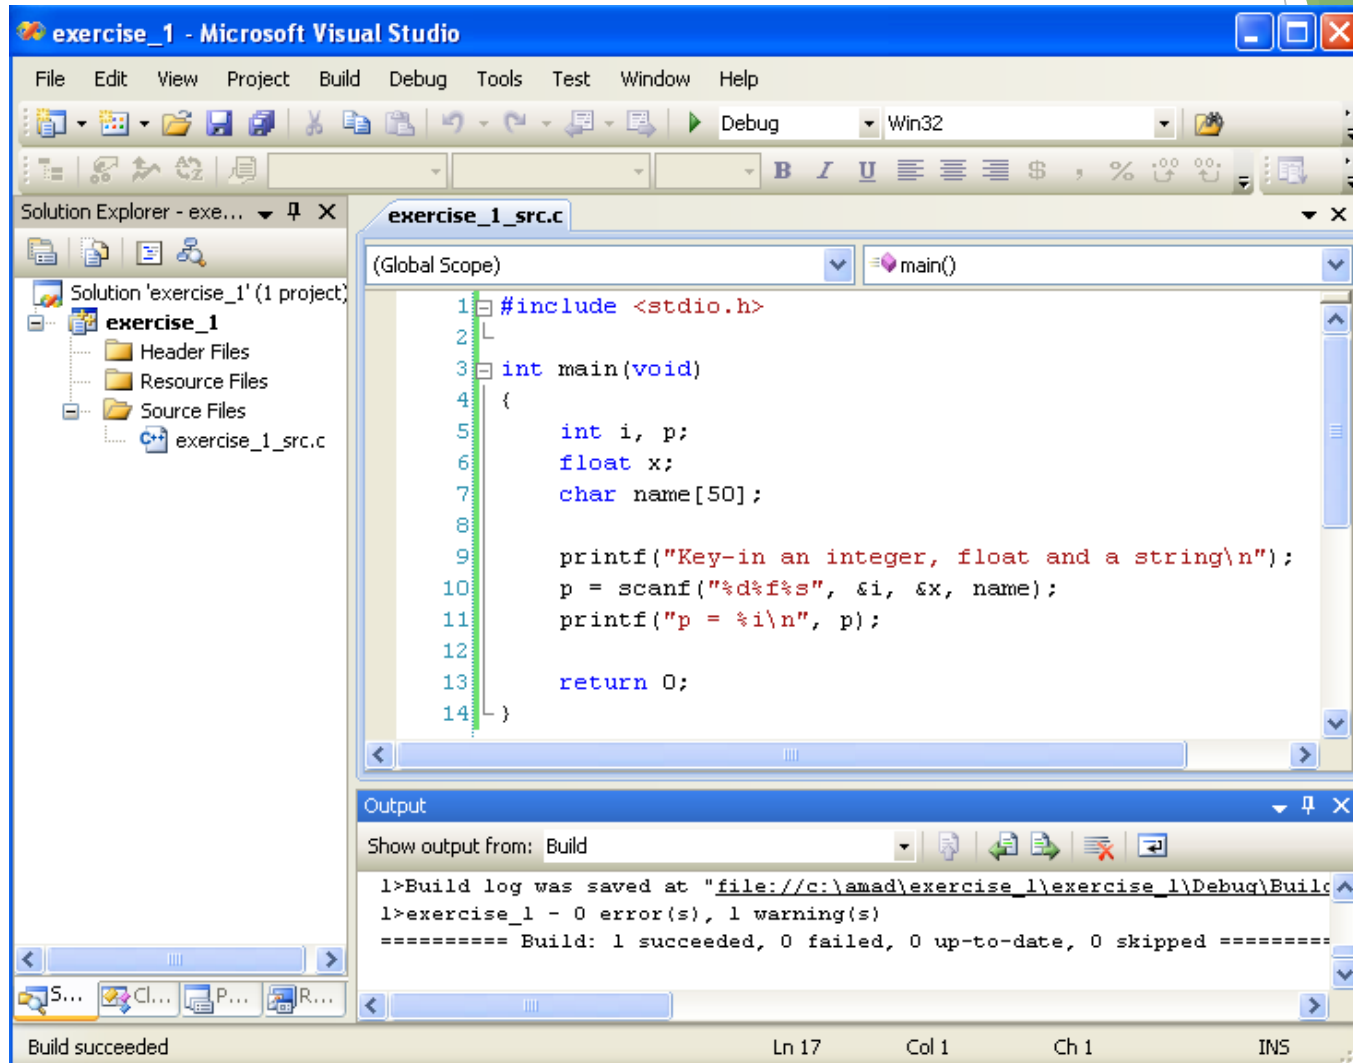 exercise_1 - Microsoft Visual Studio
File Edit View Project Build Debug Tools Test Window Help
Debug Win32
B I U $ , %
Solution Explorer - exe...
exercise_1_src.c
(Global Scope) main()
Solution 'exercise_1' (1 project)
exercise_1
Header Files
Resource Files
Source Files
exercise_1_src.c
1 #include <stdio.h>
2
3 int main(void)
4 {
5 int i, p;
6 float x;
7 char name[50];
8
9 printf("Key-in an integer, float and a string\n");
10 p = scanf("%d%f%s", &i, &x, name);
11 printf("p = %i\n", p);
12
13 return 0;
14 }
Output
Show output from: Build
1>Build log was saved at "file://c:\amad\exercise_1\exercise_1\Debug\Build
1>exercise_1 - 0 error(s), 1 warning(s)
========== Build: 1 succeeded, 0 failed, 0 up-to-date, 0 skipped =========
S... Cl... P... R...
Build succeeded Ln 17 Col 1 Ch 1 INS